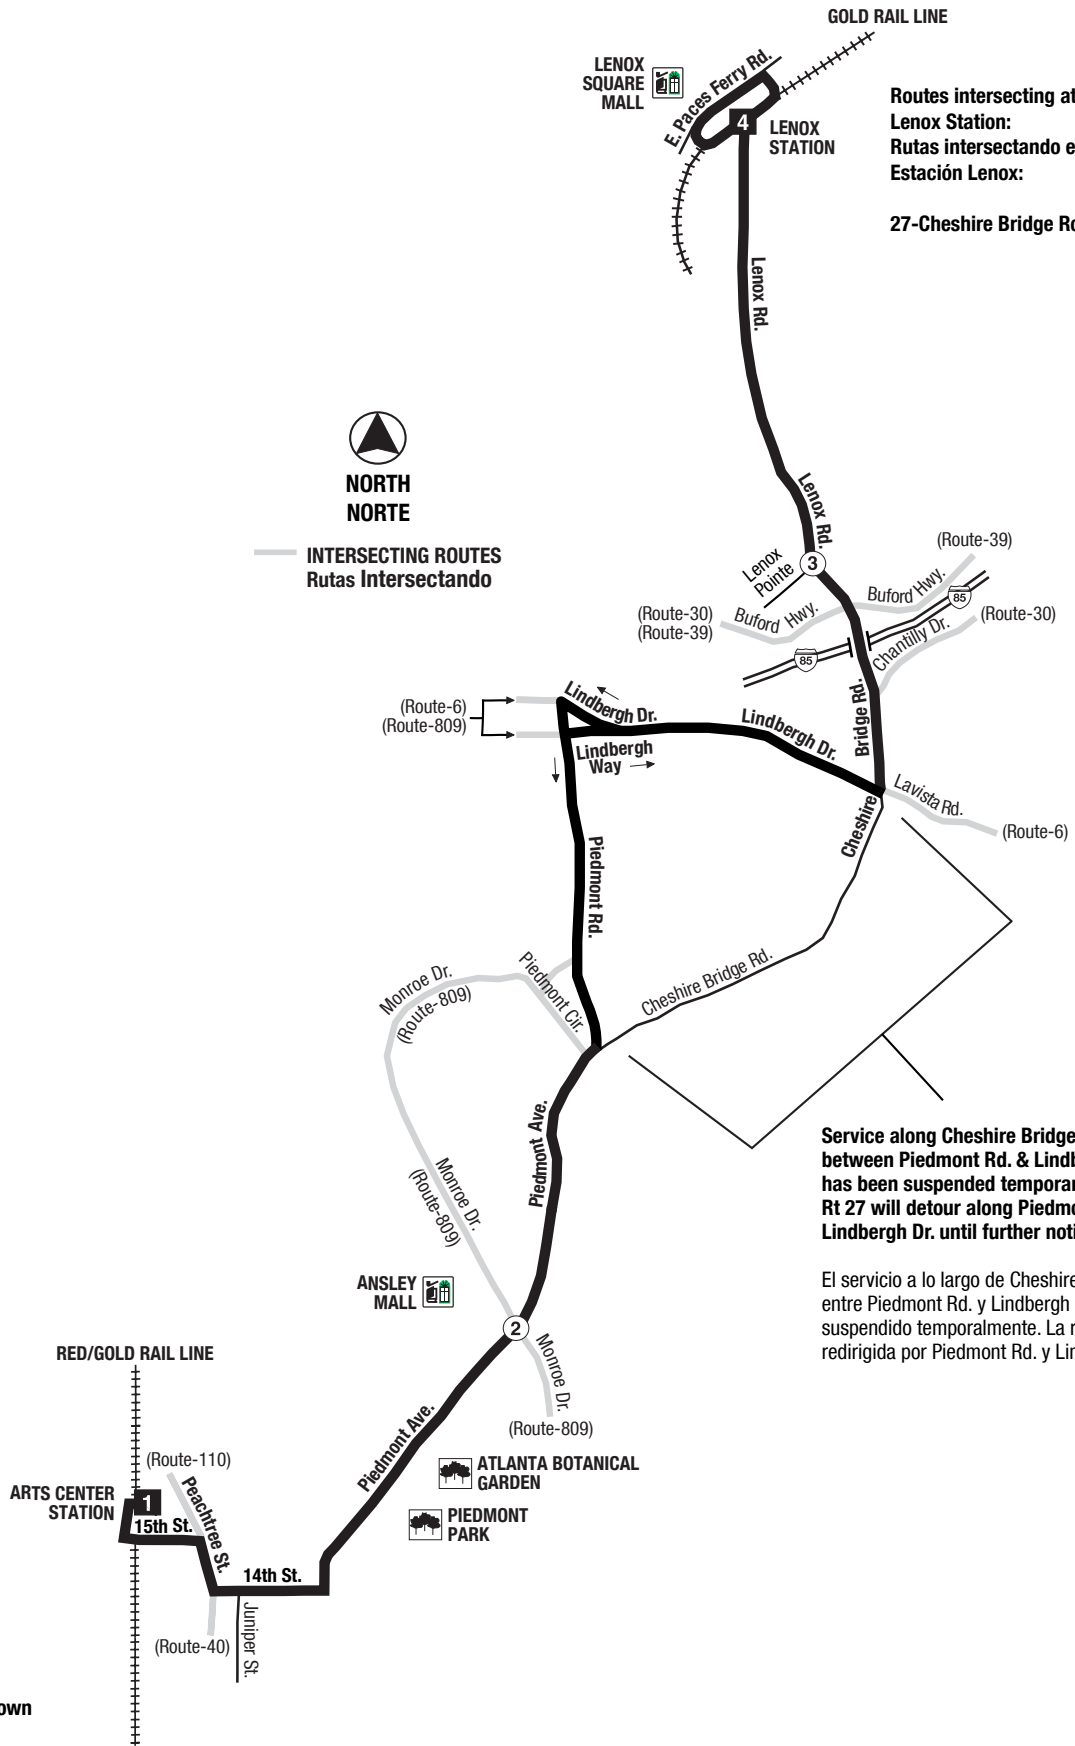 GOLD RAIL LINE
LENOX
SQUARE
MALL
E. Paces Ferry Rd.
4
LENOX
STATION
Routes intersecting at
Lenox Station:
Rutas intersectando e
Estación Lenox:
27-Cheshire Bridge Ro
Lenox Rd.
NORTH
NORTE
INTERSECTING ROUTES
Rutas Intersectando
Lenox Rd.
3
Lenox
Pointe
(Route-39)
Buford Hwy.
85
(Route-30)
(Route-39)
Buford Hwy.
(Route-30)
Chantilly Dr.
85
Bridge Rd.
(Route-6)
(Route-809)
Lindbergh Dr.
Lindbergh
Way
Lindbergh Dr.
Lavista Rd.
(Route-6)
Cheshire
Piedmont Rd.
Monroe Dr.
(Route-809)
Piedmont Cir.
Cheshire Bridge Rd.
Piedmont Ave.
Monroe Dr.
(Route-809)
Service along Cheshire Bridge
between Piedmont Rd. & Lindb
has been suspended temporar
Rt 27 will detour along Piedmo
Lindbergh Dr. until further noti
El servicio a lo largo de Cheshire
entre Piedmont Rd. y Lindbergh
suspendido temporalmente. La r
redirigida por Piedmont Rd. y Lin
ANSLEY
MALL
2
Monroe Dr.
(Route-809)
RED/GOLD RAIL LINE
Piedmont Ave.
ATLANTA BOTANICAL
GARDEN
PIEDMONT
PARK
(Route-110)
Peachtree St.
ARTS CENTER
STATION
1
15th St.
14th St.
Juniper St.
(Route-40)
own